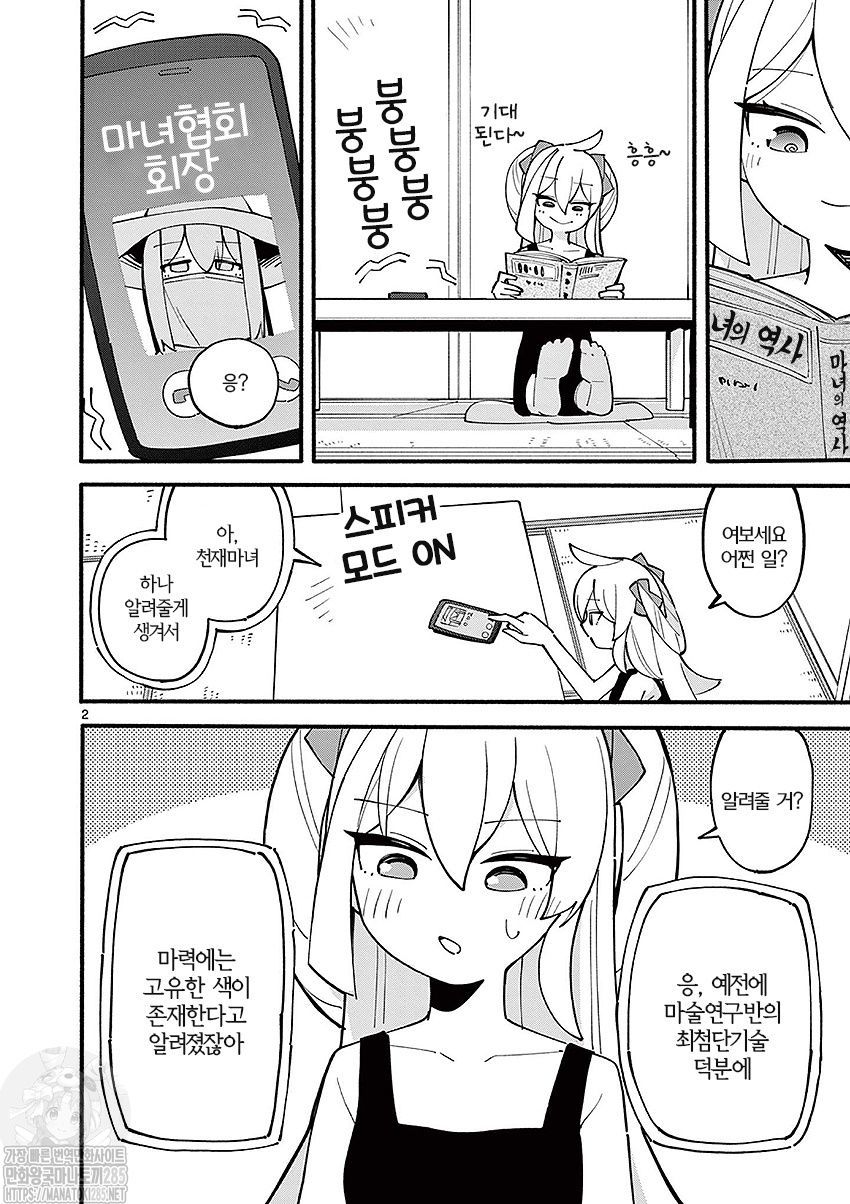 녀의 역사
마녀의 역사
기대
된다~
흥흥~
붕붕붕
붕붕붕
마녀협회
회장
응?
여보세요
어쩐 일?
스피커
모드 ON
아,
천재마녀
하나
알려줄게
생겨서
2
알려줄 거?
응, 예전에
마술연구반의
최첨단기술
덕분에
마력에는
고유한 색이
존재한다고
알려졌잖아
가장 빠른 번역만화사이트
만화왕국마나토끼285
HTTPS://MANATOKI285.NET